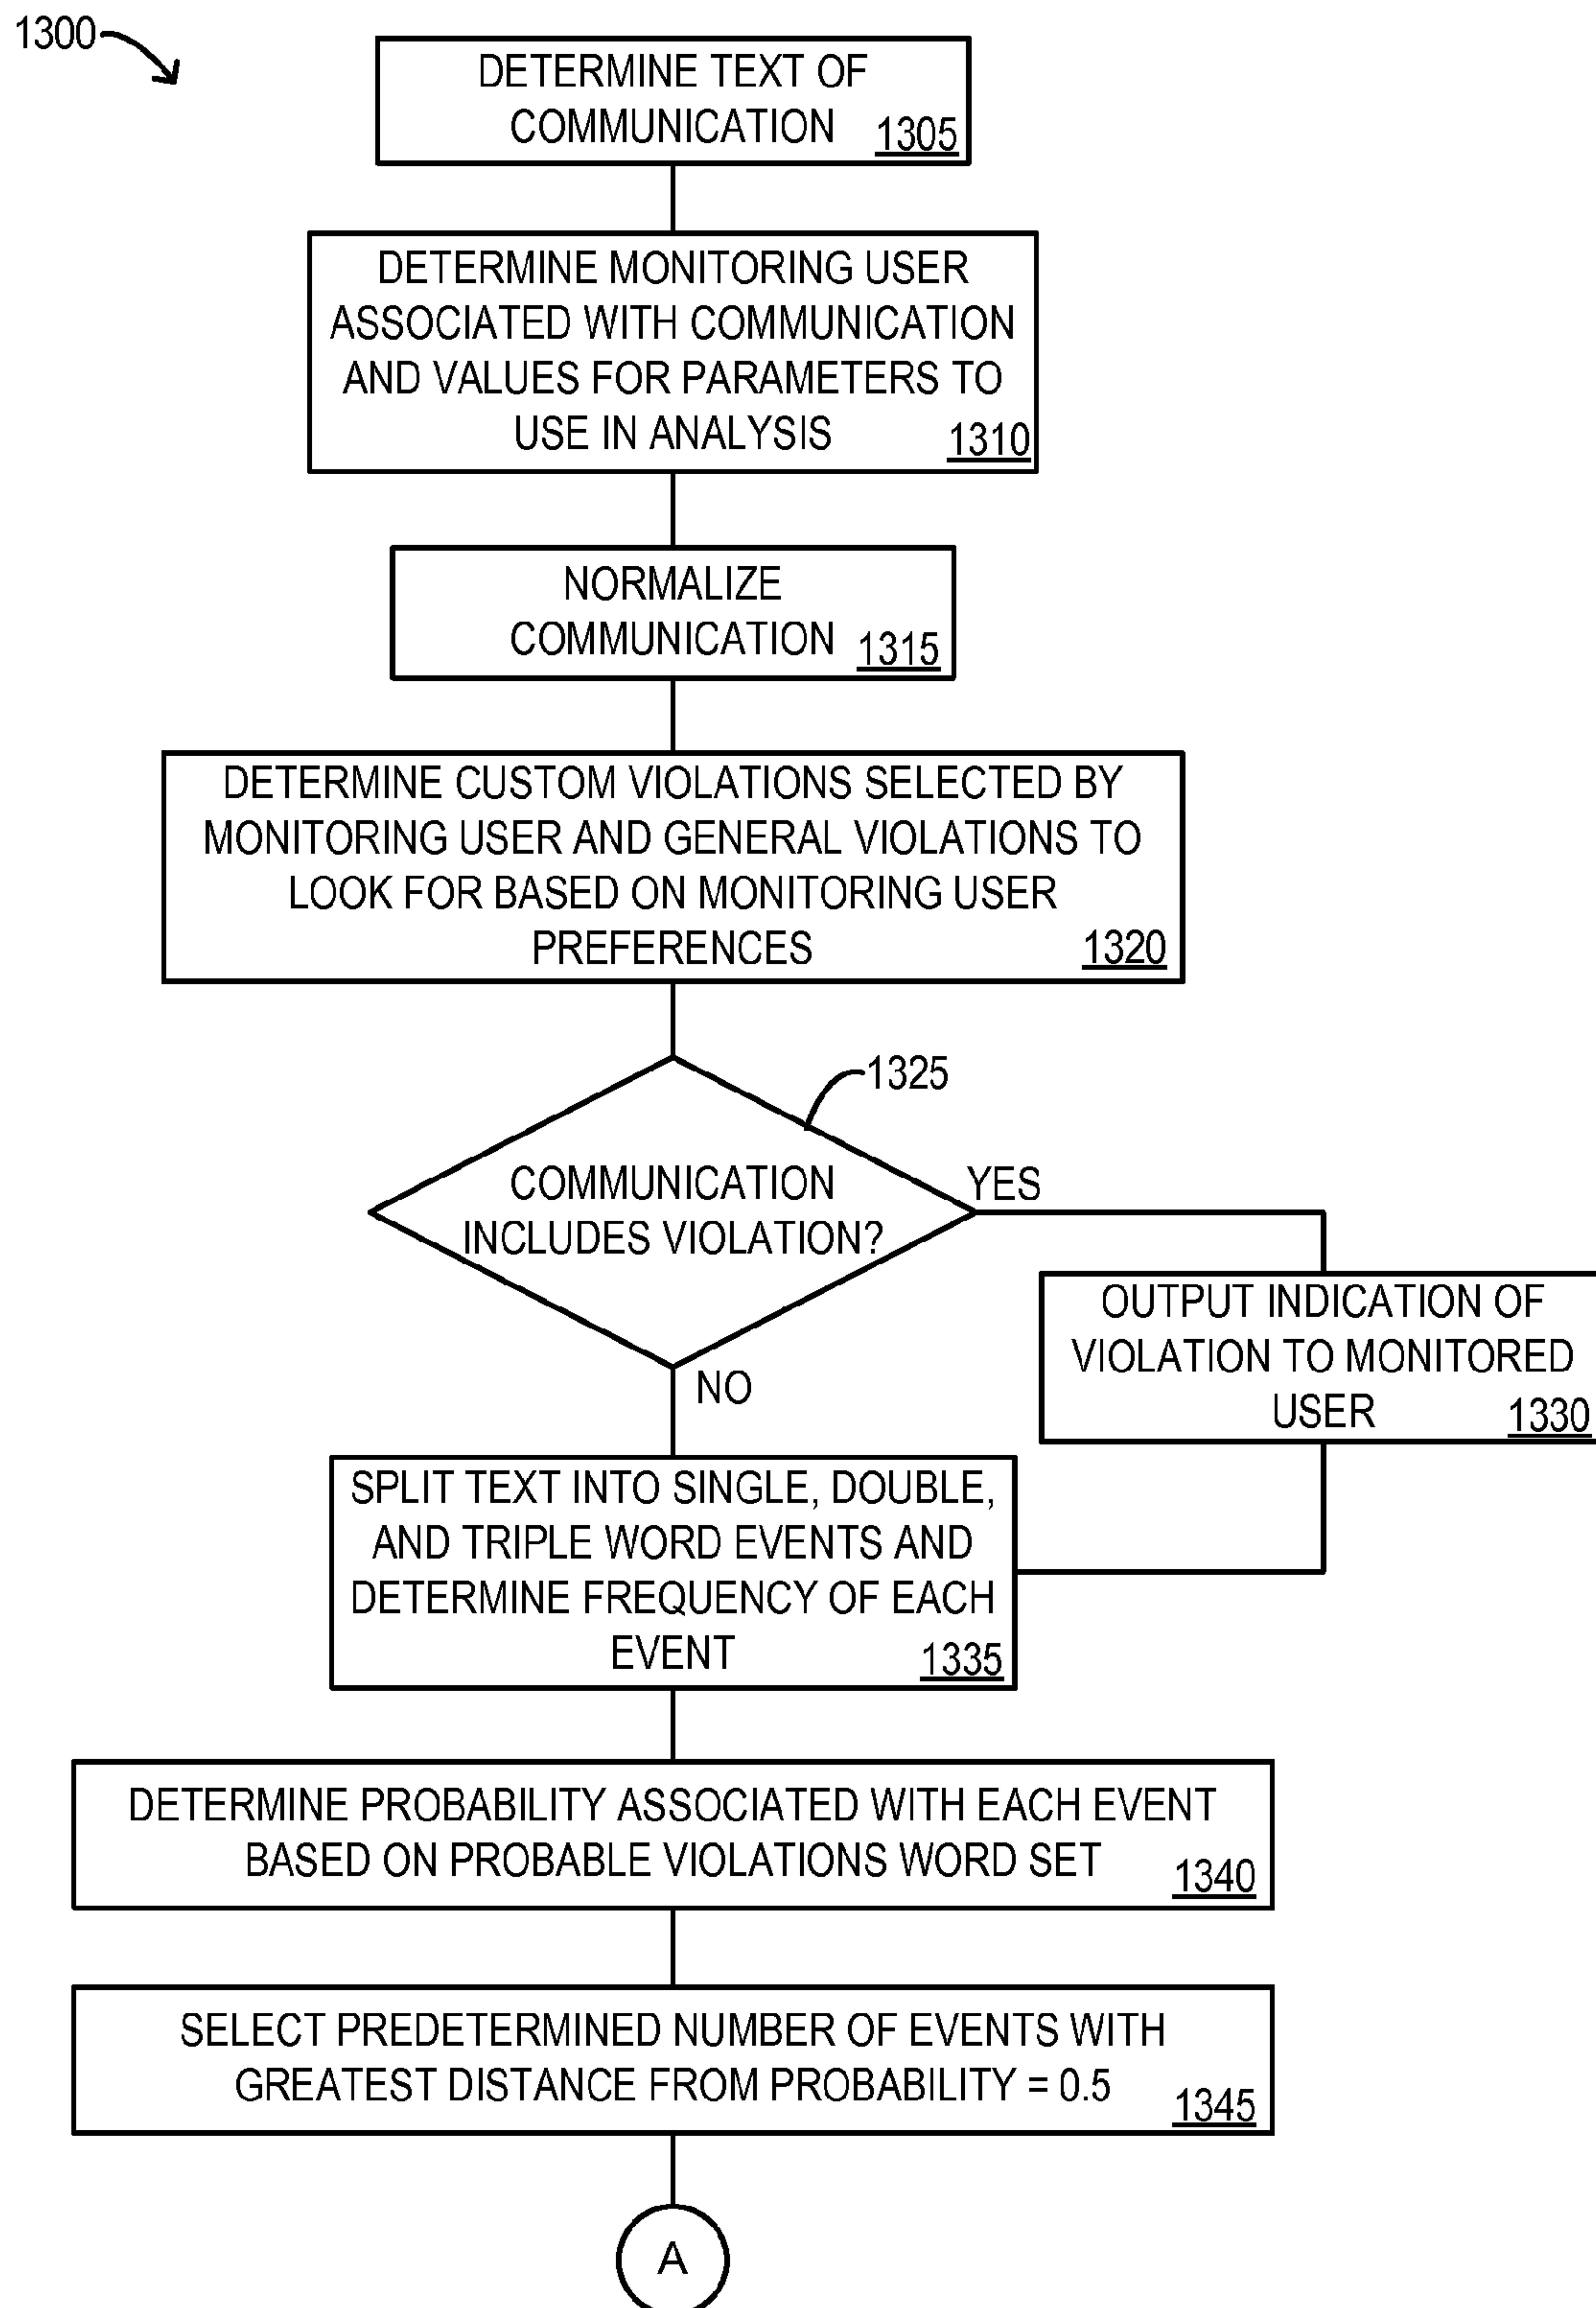 1300
DETERMINE TEXT OF
COMMUNICATION 1305
DETERMINE MONITORING USER
ASSOCIATED WITH COMMUNICATION
AND VALUES FOR PARAMETERS TO
USE IN ANALYSIS 1310
NORMALIZE
COMMUNICATION 1315
DETERMINE CUSTOM VIOLATIONS SELECTED BY
MONITORING USER AND GENERAL VIOLATIONS TO
LOOK FOR BASED ON MONITORING USER
PREFERENCES 1320
1325
COMMUNICATION
INCLUDES VIOLATION?
YES
NO
OUTPUT INDICATION OF
VIOLATION TO MONITORED
USER 1330
SPLIT TEXT INTO SINGLE, DOUBLE,
AND TRIPLE WORD EVENTS AND
DETERMINE FREQUENCY OF EACH
EVENT 1335
DETERMINE PROBABILITY ASSOCIATED WITH EACH EVENT
BASED ON PROBABLE VIOLATIONS WORD SET 1340
SELECT PREDETERMINED NUMBER OF EVENTS WITH
GREATEST DISTANCE FROM PROBABILITY = 0.5 1345
A